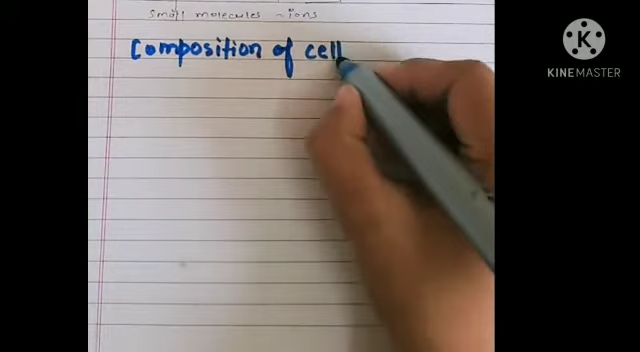 small molecules - ions
Composition of cell
KINEMASTER